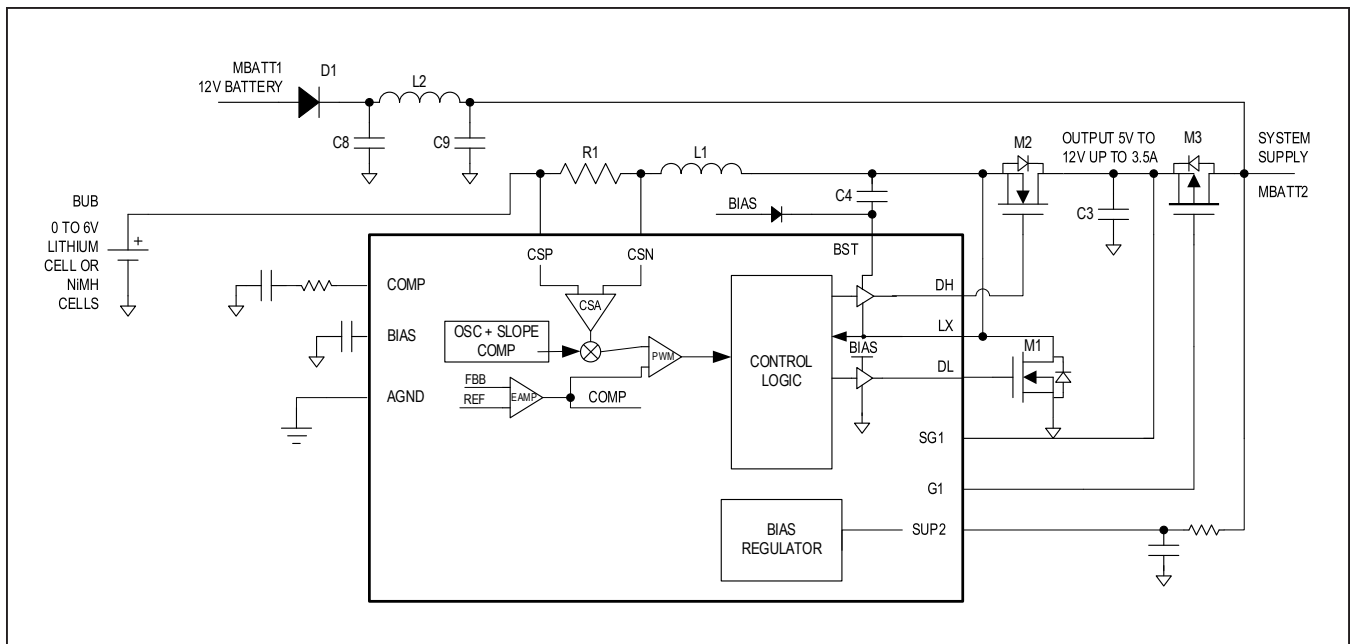 MBATT1
12V BATTERY
D1
L2
C8
C9
R1
L1
M2
OUTPUT 5V TO
12V UP TO 3.5A
M3
SYSTEM
SUPPLY
MBATT2
BUB
0 TO 6V
LITHIUM
CELL OR
NiMH
CELLS
+
BIAS
C4
C3
BST
CSP
CSN
COMP
CSA
DH
BIAS
OSC + SLOPE
COMP
PWM
CONTROL
LOGIC
LX
BIAS
M1
DL
FBB
REF
EAMP
COMP
AGND
SG1
G1
BIAS
REGULATOR
SUP2